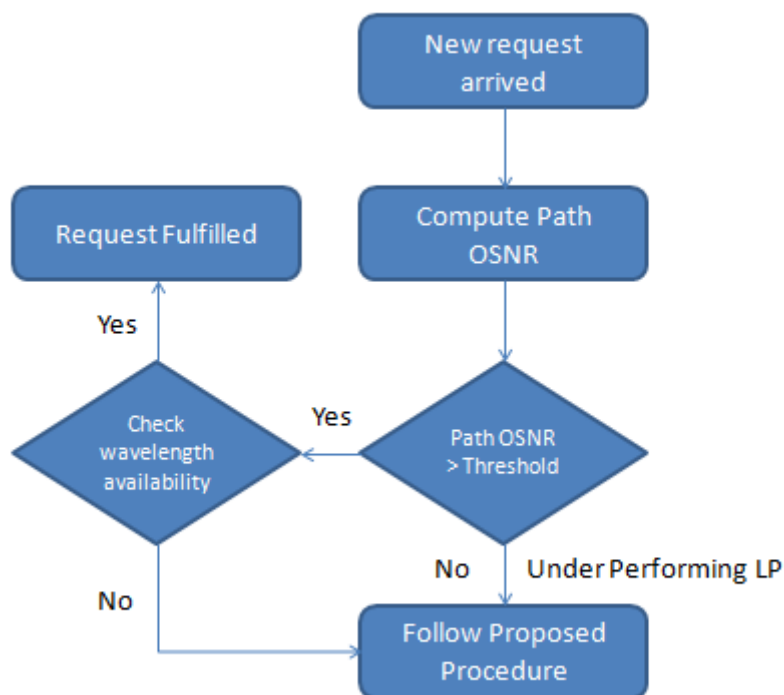 New request
arrived
Request Fulfilled
Compute Path
OSNR
Yes
Check
wavelength
availability
Yes
Path OSNR
> Threshold
No
No
Under Performing LP
Follow Proposed
Procedure